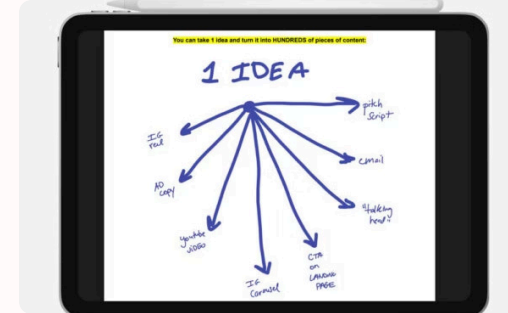 You can take 1 idea and turn it into HUNDREDS of pieces of content:
1 IDEA
pitch
script
IG
reel
email
AD
copy
"talking
head"
youtube
video
CTA
on
LANDING
PAGE
IG
Carousel